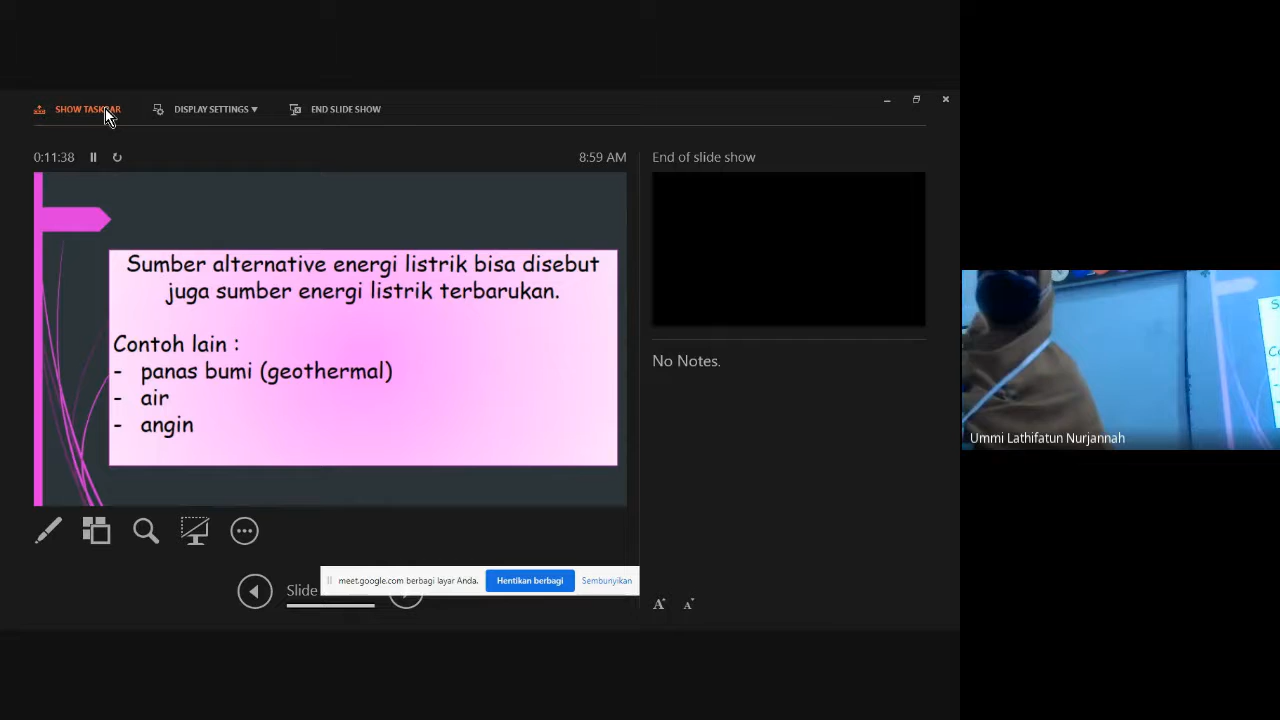 SHOW TASKBAR
DISPLAY SETTINGS
END SLIDE SHOW
0:11:38
8:59 AM
End of slide show
Sumber alternative energi listrik bisa disebut
juga sumber energi listrik terbarukan.
Contoh lain :
- panas bumi (geothermal)
- air
- angin
No Notes.
Ummi Lathifatun Nurjannah
meet.google.com berbagi layar Anda.
Hentikan berbagi
Sembunyikan
Slide
A
A